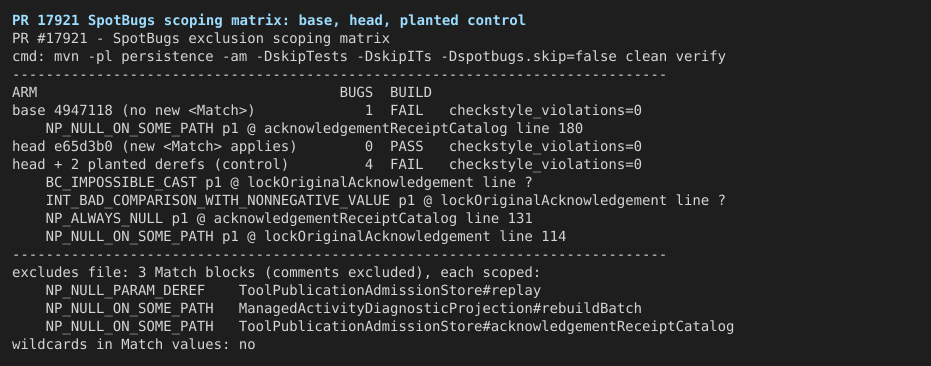 PR 17921 SpotBugs scoping matrix: base, head, planted control
PR #17921 - SpotBugs exclusion scoping matrix
cmd: mvn -pl persistence -am -DskipTests -DskipITs -Dspotbugs.skip=false clean verify
--------------------------------------------------------------------------------
ARM                                     BUGS  BUILD
base 4947118 (no new <Match>)             1  FAIL   checkstyle_violations=0
    NP_NULL_ON_SOME_PATH p1 @ acknowledgementReceiptCatalog line 180
head e65d3b0 (new <Match> applies)        0  PASS   checkstyle_violations=0
head + 2 planted derefs (control)         4  FAIL   checkstyle_violations=0
    BC_IMPOSSIBLE_CAST p1 @ lockOriginalAcknowledgement line ?
    INT_BAD_COMPARISON_WITH_NONNEGATIVE_VALUE p1 @ lockOriginalAcknowledgement line ?
    NP_ALWAYS_NULL p1 @ acknowledgementReceiptCatalog line 131
    NP_NULL_ON_SOME_PATH p1 @ lockOriginalAcknowledgement line 114
--------------------------------------------------------------------------------
excludes file: 3 Match blocks (comments excluded), each scoped:
    NP_NULL_PARAM_DEREF    ToolPublicationAdmissionStore#replay
    NP_NULL_ON_SOME_PATH   ManagedActivityDiagnosticProjection#rebuildBatch
    NP_NULL_ON_SOME_PATH   ToolPublicationAdmissionStore#acknowledgementReceiptCatalog
wildcards in Match values: no